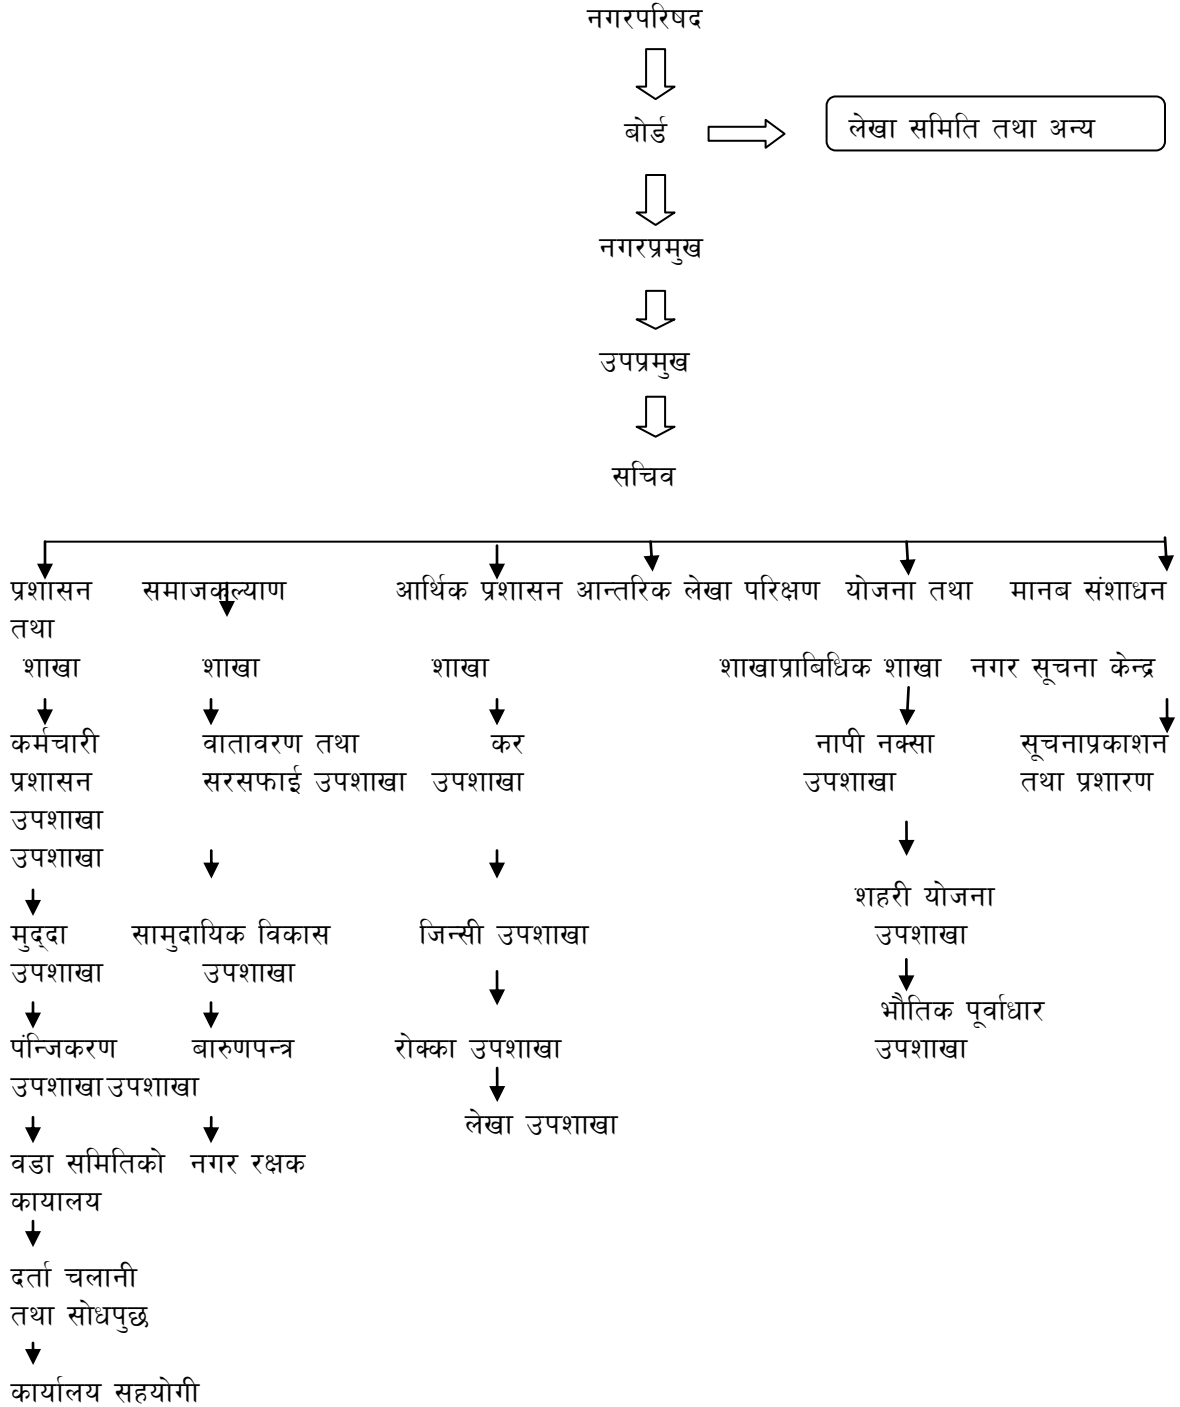 नगरपरिषद
बोर्ड
लेखा समिति तथा अन्य
नगरप्रमुख
उपप्रमुख
सचिव
प्रशासन समाजकल्याण आर्थिक प्रशासन आन्तरिक लेखा परिक्षण योजना तथा मानब संशाधन
तथा
शाखा शाखा शाखा शाखाप्राबिधिक शाखा नगर सूचना केन्द्र
कर्मचारी वातावरण तथा कर नापी नक्सा सूचनाप्रकाशन
प्रशासन सरसफाई उपशाखा उपशाखा उपशाखा तथा प्रशारण
उपशाखा
उपशाखा
शहरी योजना
मुद्दा सामुदायिक विकास जिन्सी उपशाखा उपशाखा
उपशाखा उपशाखा
भौतिक पूर्वाधार
पंन्जिकरण बारुणपन्त्र रोक्का उपशाखा उपशाखा
उपशाखा उपशाखा
लेखा उपशाखा
वडा समितिको नगर रक्षक
कायालय
दर्ता चलानी
तथा सोधपुछ
कार्यालय सहयोगी